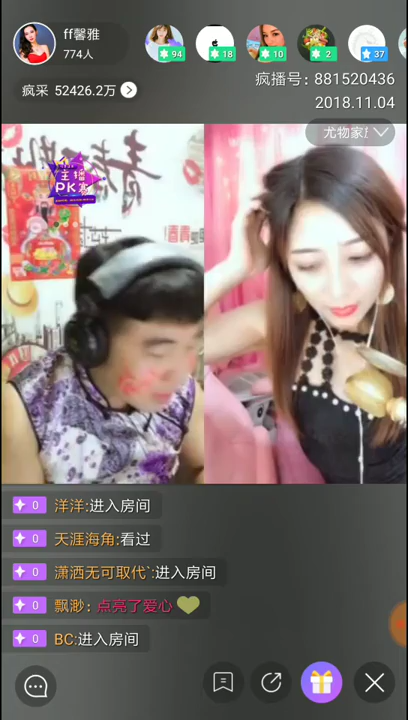 ff馨雅
774人
94
18
10
2
37
疯采 52426.2万
疯播号：881520436
2018.11.04
尤物家
主播
PK赛
0 洋洋:进入房间
0 天涯海角:看过
0 潇洒无可取代`:进入房间
0 飘渺：点亮了爱心
0 BC:进入房间